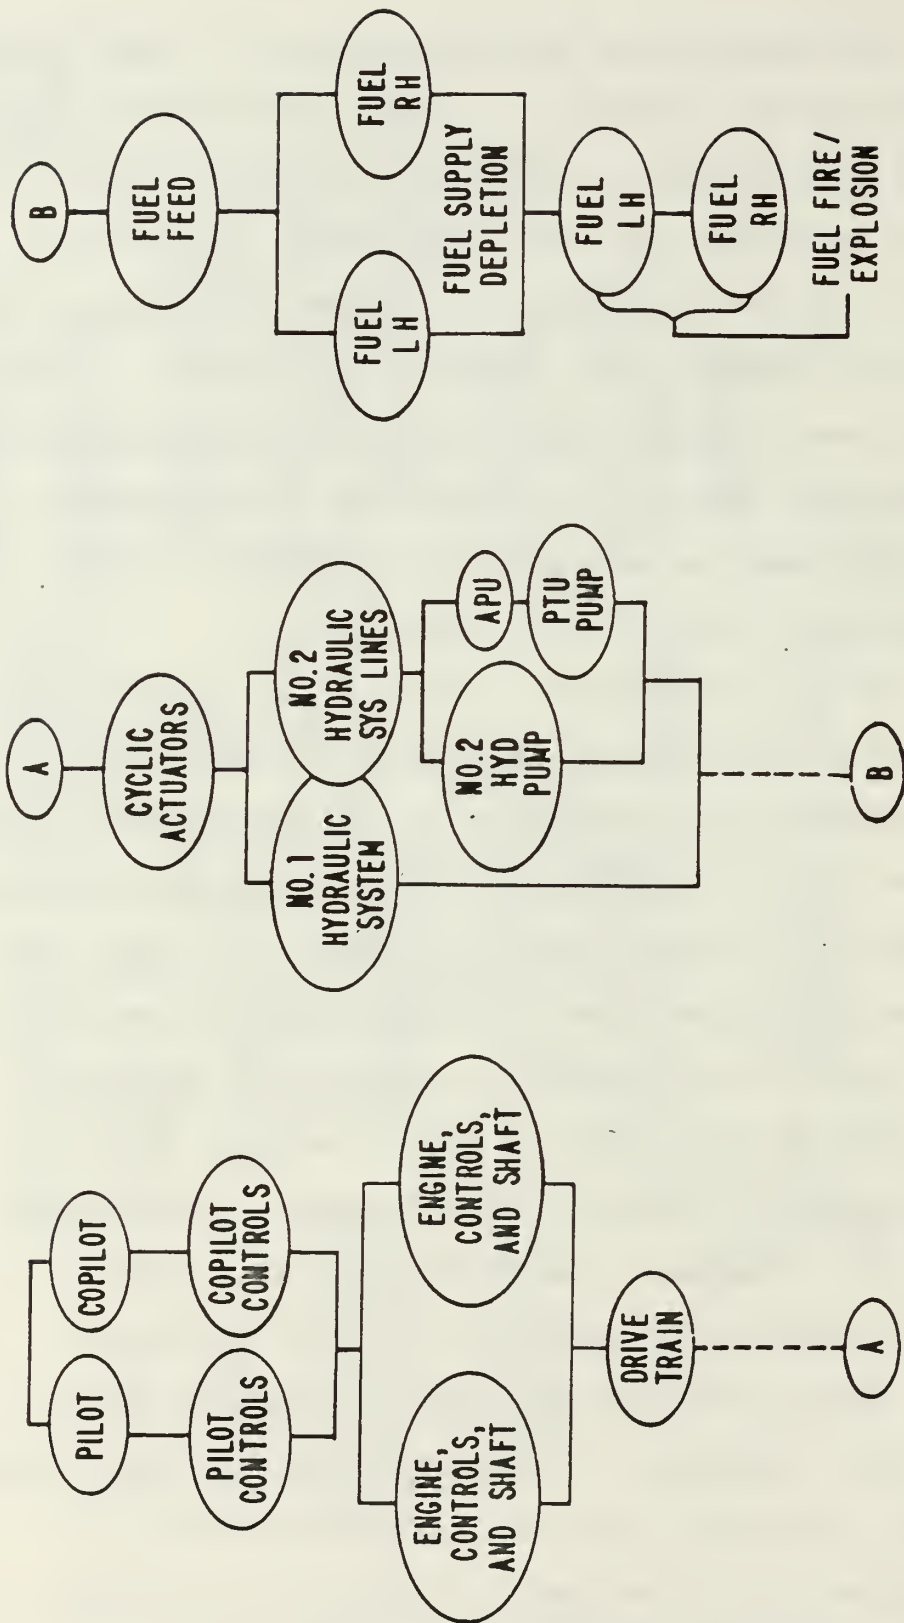 PILOT
COPILOT
PILOT
CONTROLS
COPILOT
CONTROLS
ENGINE,
CONTROLS,
AND SHAFT
ENGINE,
CONTROLS,
AND SHAFT
DRIVE
TRAIN
A
A
CYCLIC
ACTUATORS
NO.1
HYDRAULIC
SYSTEM
NO.2
HYDRAULIC
SYS LINES
NO.2
HYD
PUMP
APU
PTU
PUMP
B
B
FUEL
FEED
FUEL
LH
FUEL
RH
FUEL SUPPLY
DEPLETION
FUEL
LH
FUEL
RH
FUEL FIRE/
EXPLOSION